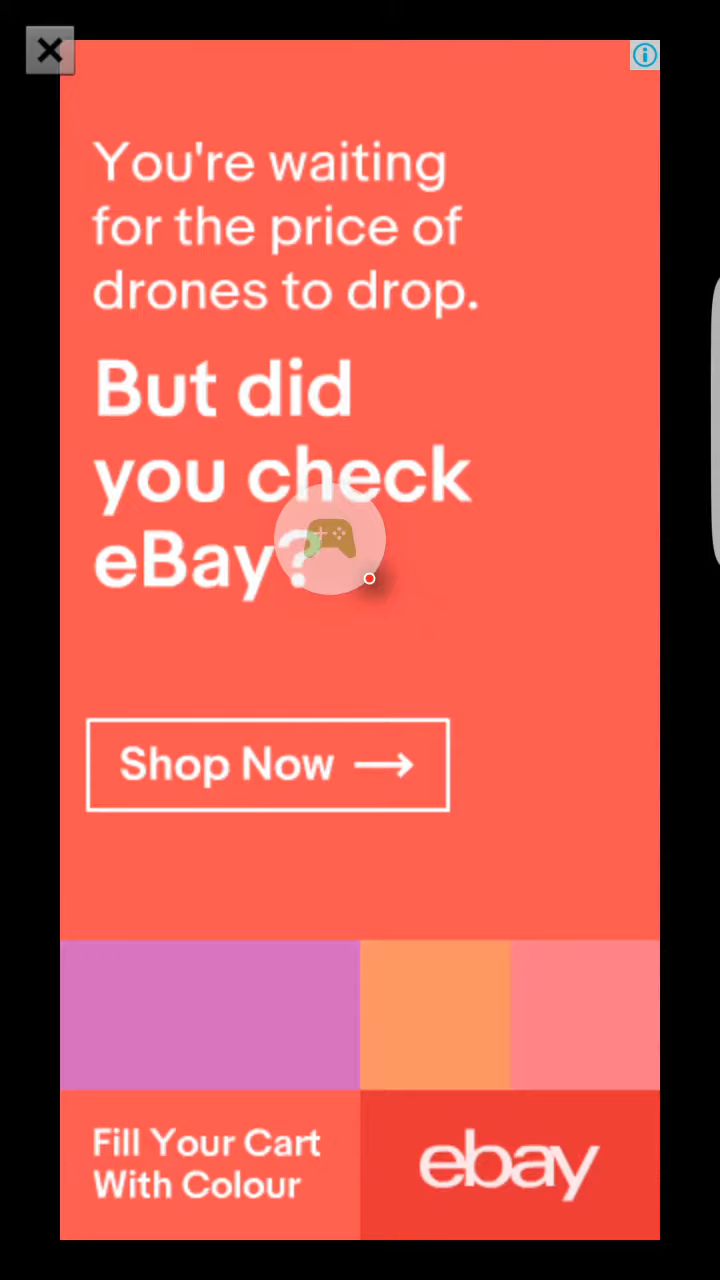 You're waiting
for the price of
drones to drop.
But did
you check
eBay?
Shop Now
Fill Your Cart
With Colour
ebay